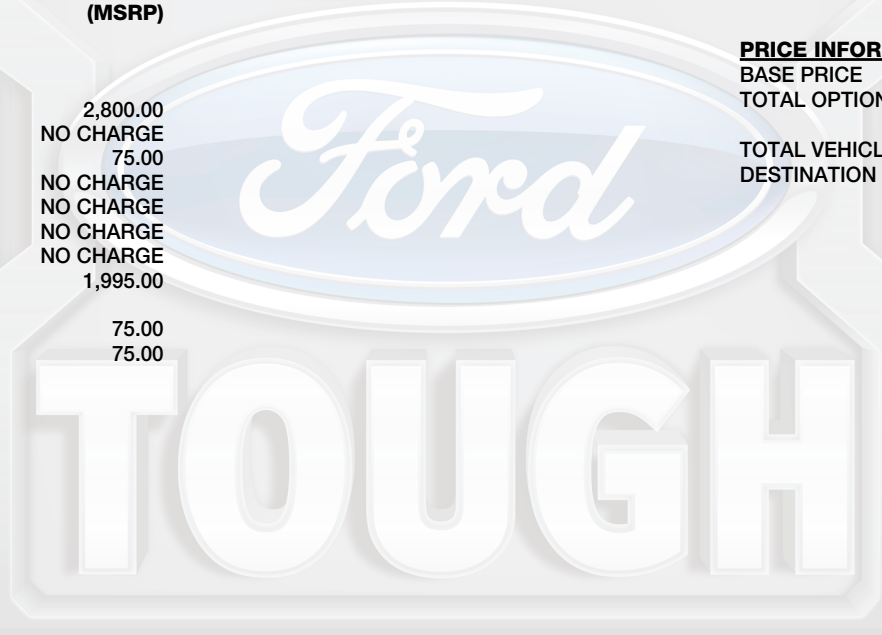 (MSRP)
2,800.00
NO CHARGE
75.00
NO CHARGE
NO CHARGE
NO CHARGE
NO CHARGE
1,995.00
75.00
75.00
PRICE INFOR
BASE PRICE
TOTAL OPTION
TOTAL VEHICL
DESTINATION
Ford
TOUGH